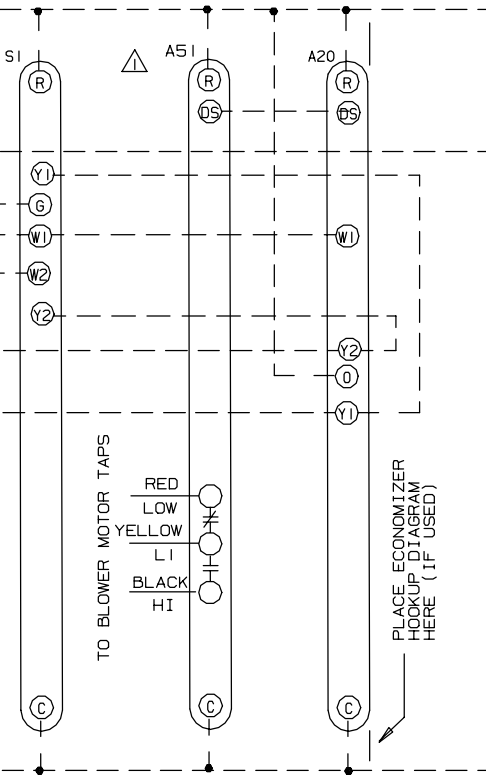 S1
A51
A20
1
R
R
R
DS
DS
Y1
G
W1
W1
W2
Y2
Y2
O
Y1
TO BLOWER MOTOR TAPS
RED
LOW
YELLOW
L1
BLACK
HI
PLACE ECONOMIZER
HOOKUP DIAGRAM
HERE (IF USED)
C
C
C